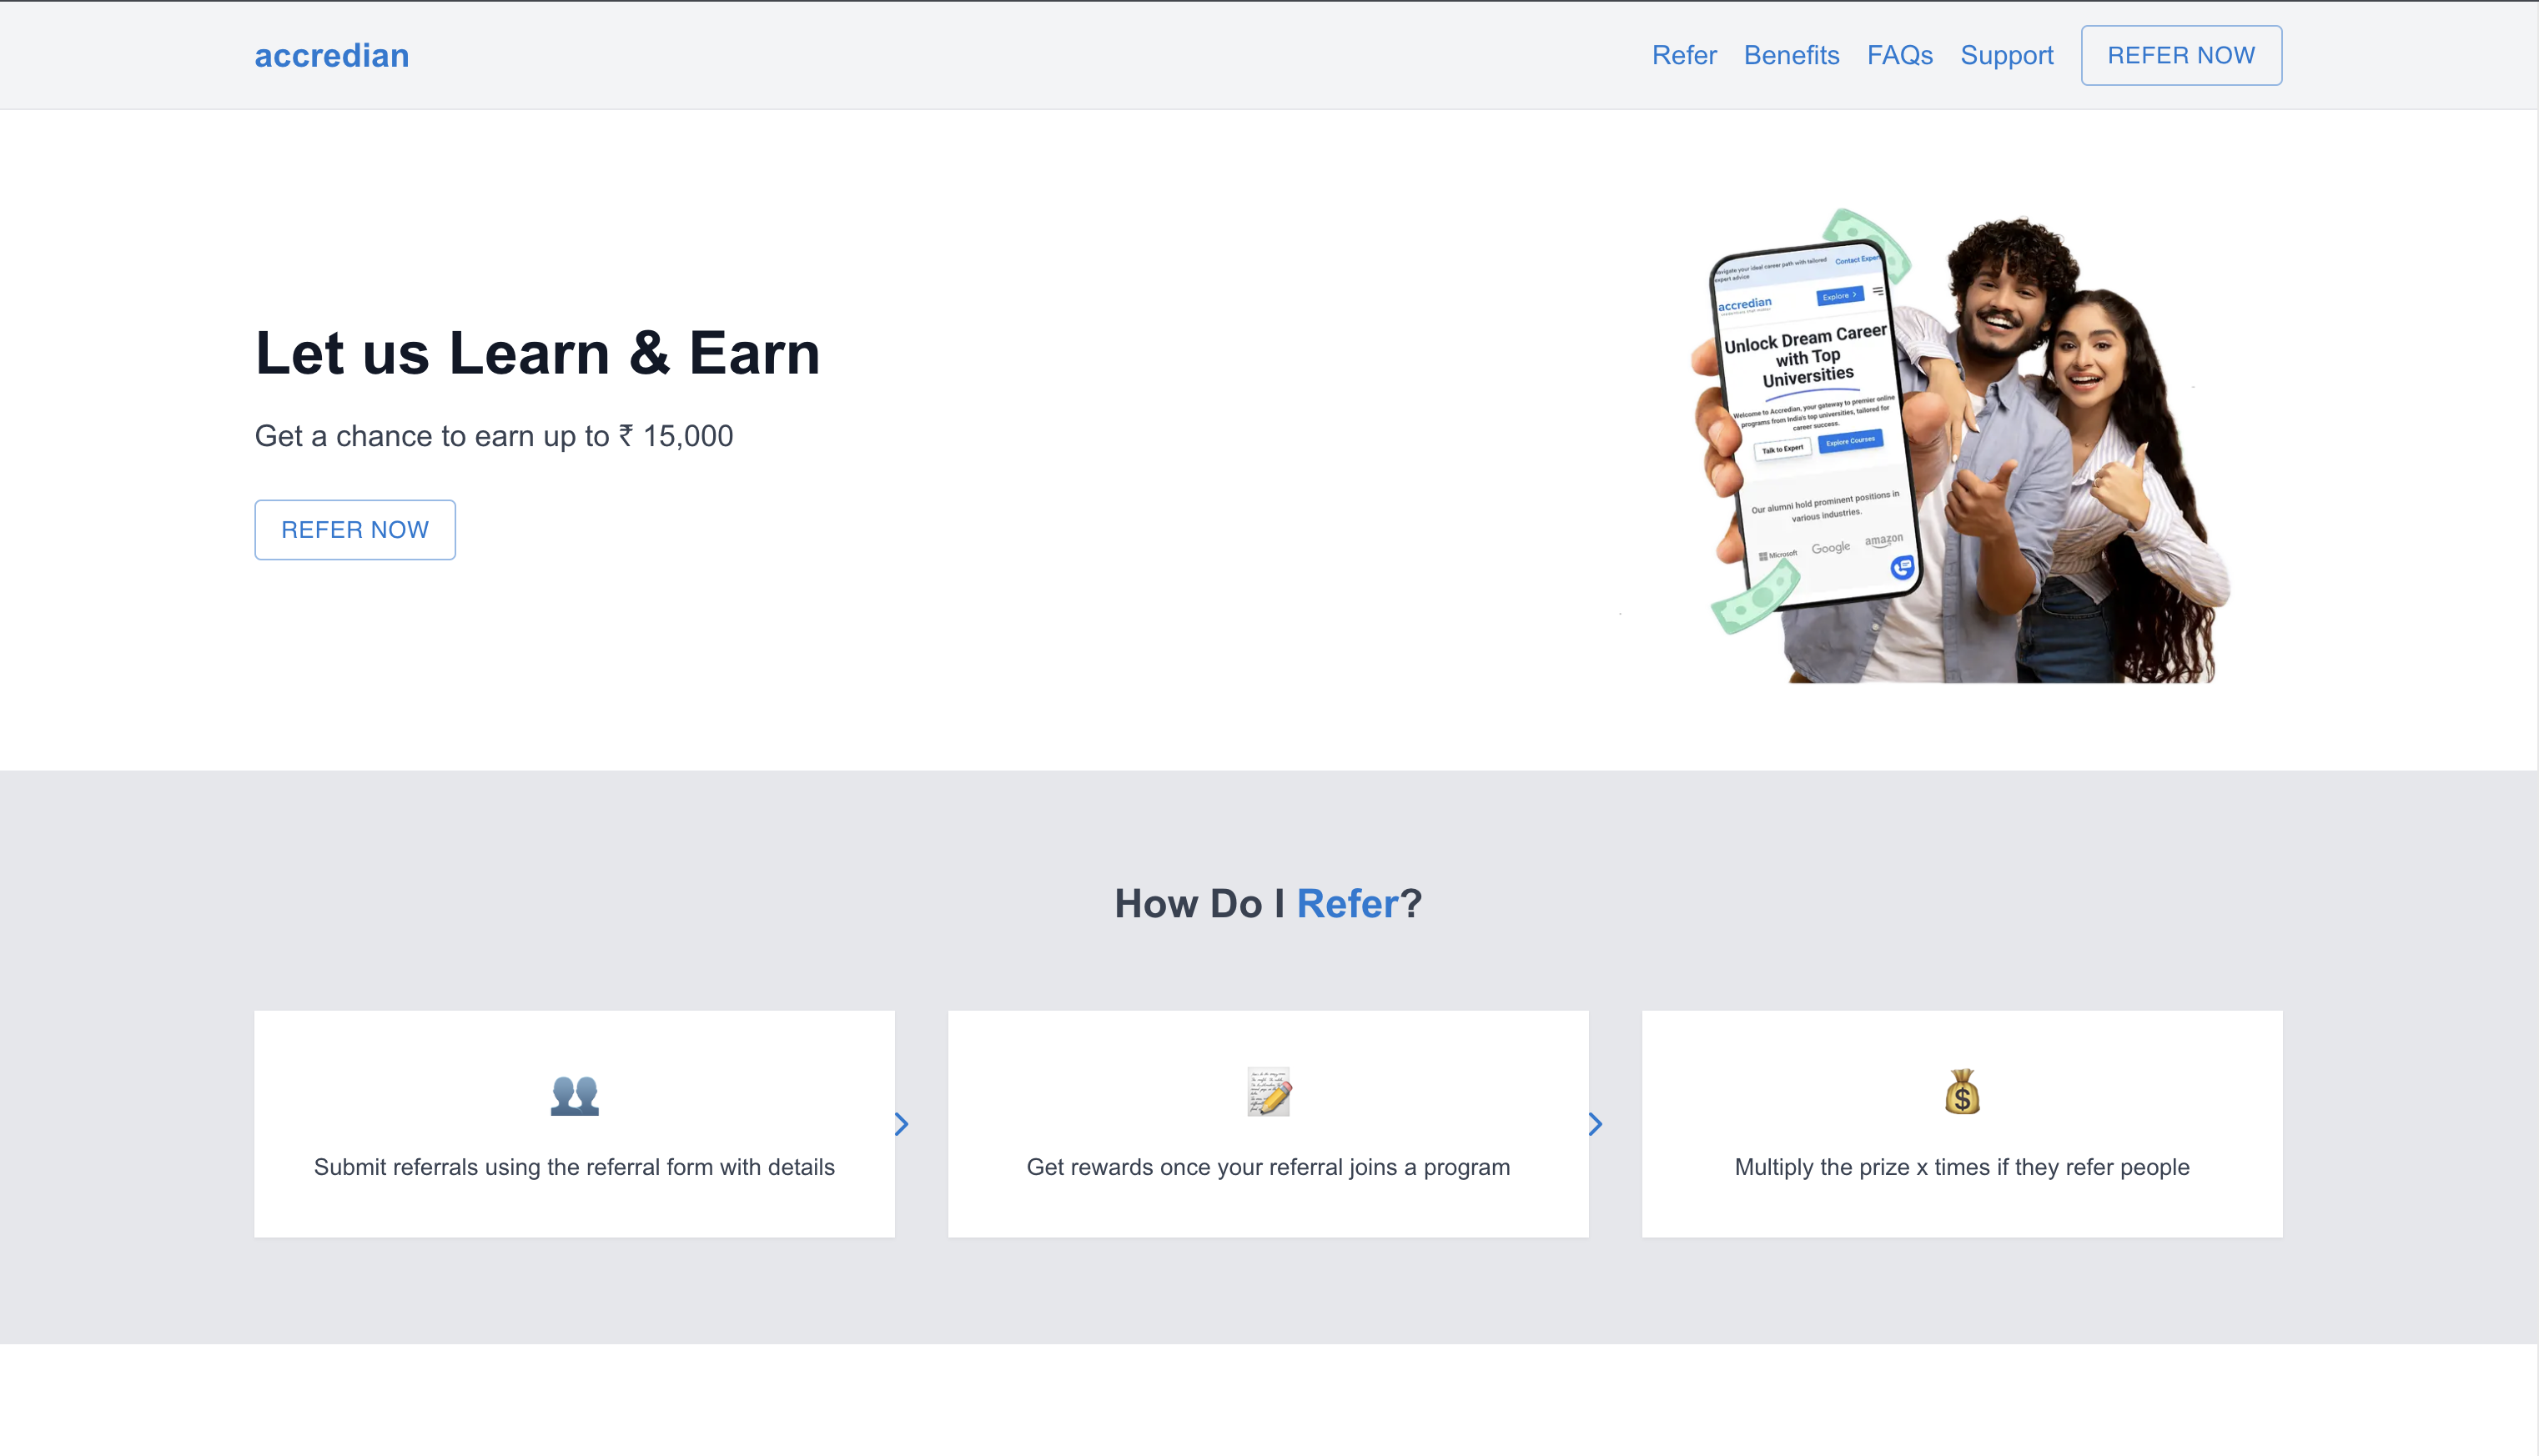 accredian
Refer Benefits FAQs Support REFER NOW
Let us Learn & Earn
Get a chance to earn up to ₹ 15,000
REFER NOW
Navigate your ideal career path with tailored
expert advice
Contact Expert
accredian
Explore >
Unlock Dream Career
with Top
Universities
Welcome to Accredian, your gateway to premier online
programs from India's top universities, tailored for
career success.
Talk to Expert
Explore Courses
Our alumni hold prominent positions in
various industries.
Microsoft Google amazon
How Do I Refer?
Submit referrals using the referral form with details
Get rewards once your referral joins a program
$
Multiply the prize x times if they refer people